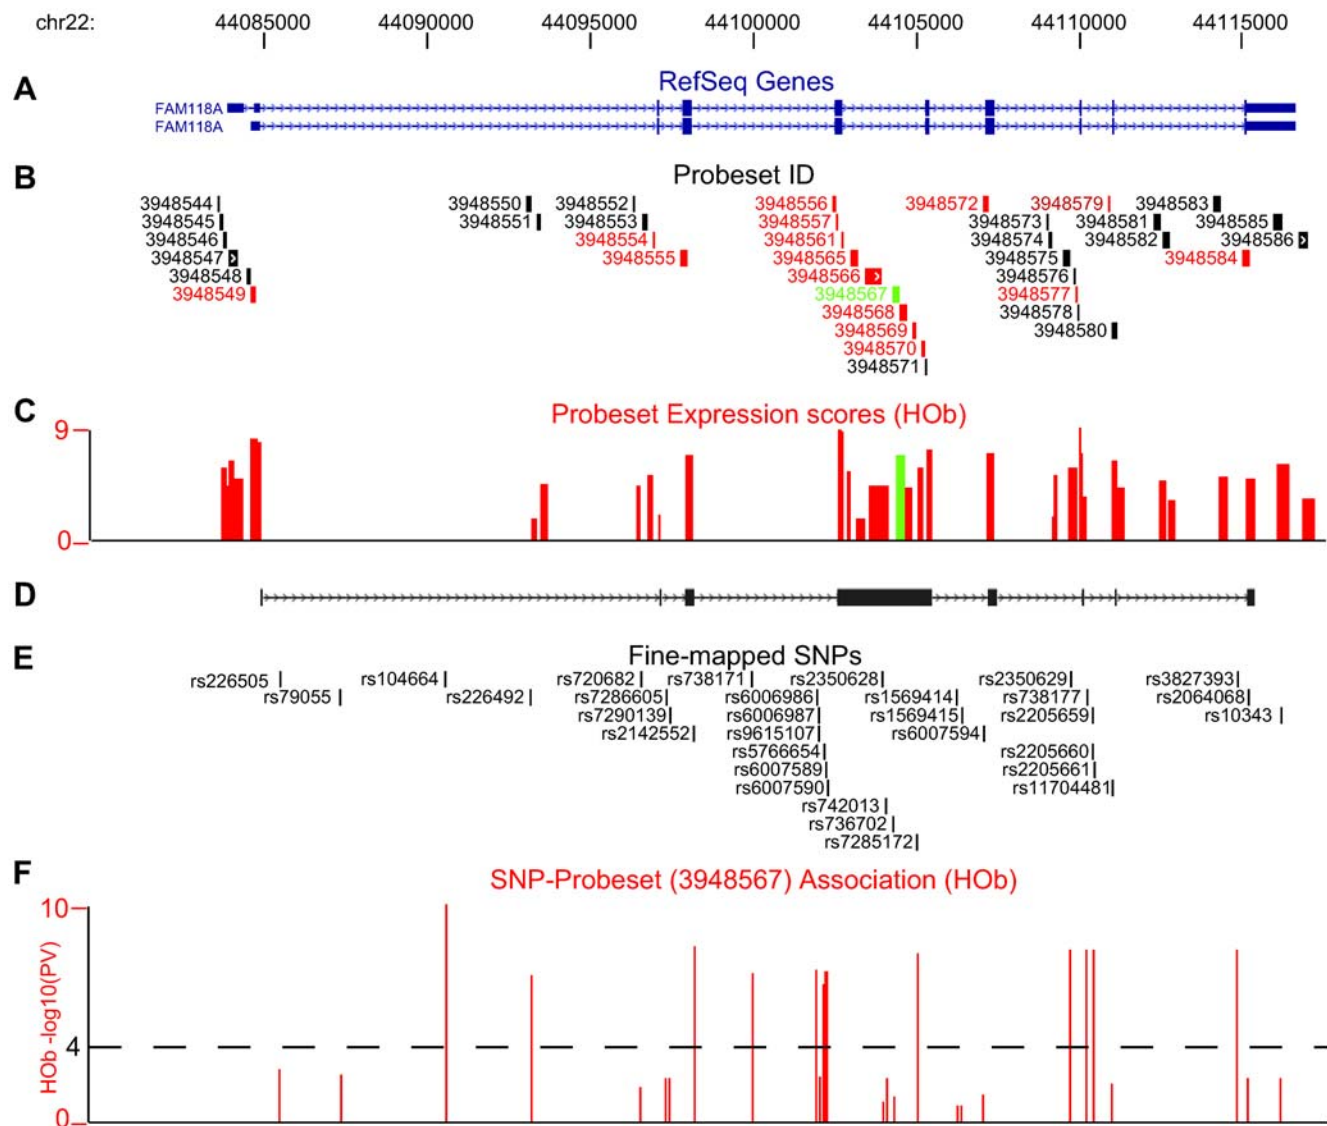 chr22: 44085000 44090000 44095000 44100000 44105000 44110000 44115000
A RefSeq Genes
FAM118A
FAM118A
B Probeset ID
3948544 3948550 3948552 3948556 3948572 3948579 3948583
3948545 3948551 3948553 3948557 3948573 3948581 3948585
3948546 3948554 3948561 3948574 3948582 3948586
3948547 3948555 3948565 3948575 3948584
3948548 3948566 3948576
3948549 3948567 3948577
3948568 3948578
3948569 3948580
3948570
3948571
C Probeset Expression scores (HOb)
9
0
D
E Fine-mapped SNPs
rs226505 rs104664 rs720682 rs738171 rs2350628 rs2350629 rs3827393
rs79055 rs226492 rs7286605 rs6006986 rs1569414 rs738177 rs2064068
rs7290139 rs6006987 rs1569415 rs2205659 rs10343
rs2142552 rs9615107 rs6007594
rs5766654 rs2205660
rs6007589 rs2205661
rs6007590 rs11704481
rs742013
rs736702
rs7285172
F SNP-Probeset (3948567) Association (HOb)
10
HOb -log10(PV)
4
0